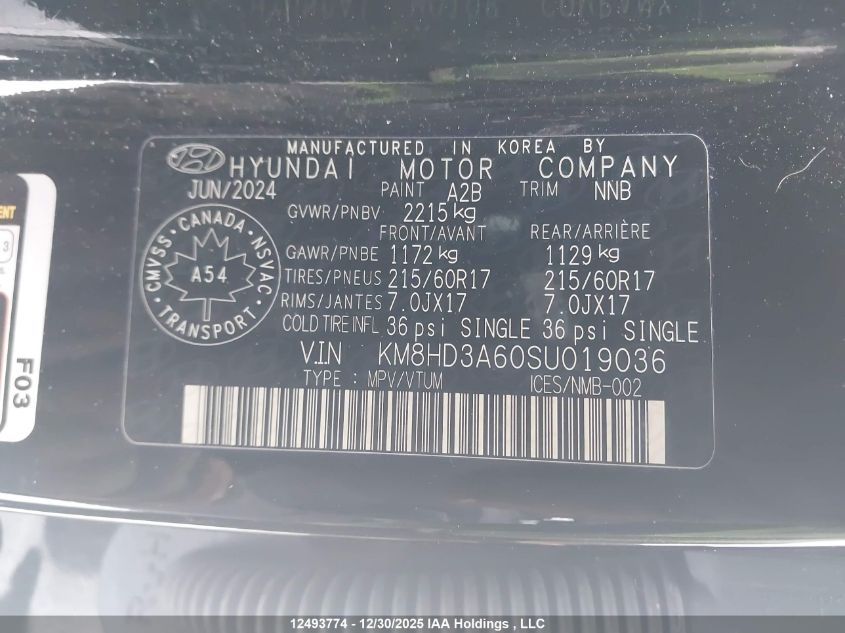 MANUFACTURED IN KOREA BY
HYUNDAI MOTOR COMPANY
JUN/2024 PAINT A2B TRIM NNB
GVWR/PNBV 2215kg
FRONT/AVANT REAR/ARRIÈRE
GAWR/PNBE 1172 kg 1129 kg
TIRES/PNEUS 215/60R17 215/60R17
RIMS/JANTES 7.0JX17 7.0JX17
COLD TIRE INFL 36 psi SINGLE 36 psi SINGLE
V.I.N KM8HD3A60SU019036
TYPE : MPV/VTUM ICES/NMB-002
CMVSS · CANADA · NSVAC
A54
· TRANSPORT ·
3
F03
12493774 - 12/30/2025 IAA Holdings , LLC